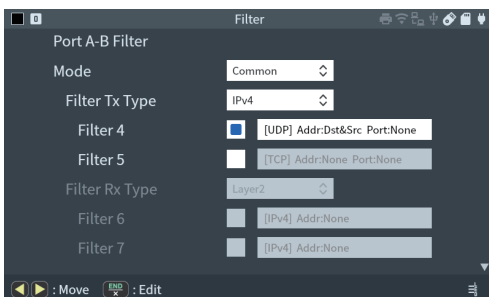 0 Filter
Port A-B Filter
Mode Common
Filter Tx Type IPv4
Filter 4 [UDP] Addr:Dst&Src Port:None
Filter 5 [TCP] Addr:None Port:None
Filter Rx Type Layer2
Filter 6 [IPv4] Addr:None
Filter 7 [IPv4] Addr:None
: Move END X : Edit